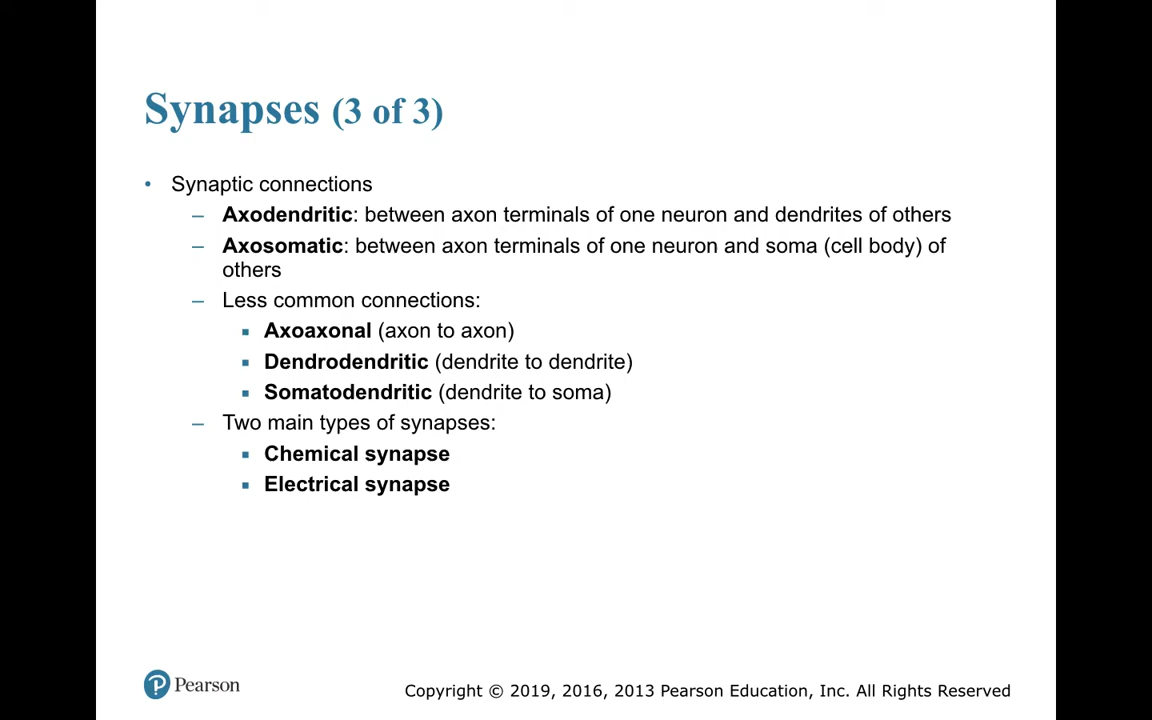 Synapses (3 of 3)
• Synaptic connections
– Axodendritic: between axon terminals of one neuron and dendrites of others
– Axosomatic: between axon terminals of one neuron and soma (cell body) of
others
– Less common connections:
▪ Axoaxonal (axon to axon)
▪ Dendrodendritic (dendrite to dendrite)
▪ Somatodendritic (dendrite to soma)
– Two main types of synapses:
▪ Chemical synapse
▪ Electrical synapse
Pearson
Copyright © 2019, 2016, 2013 Pearson Education, Inc. All Rights Reserved